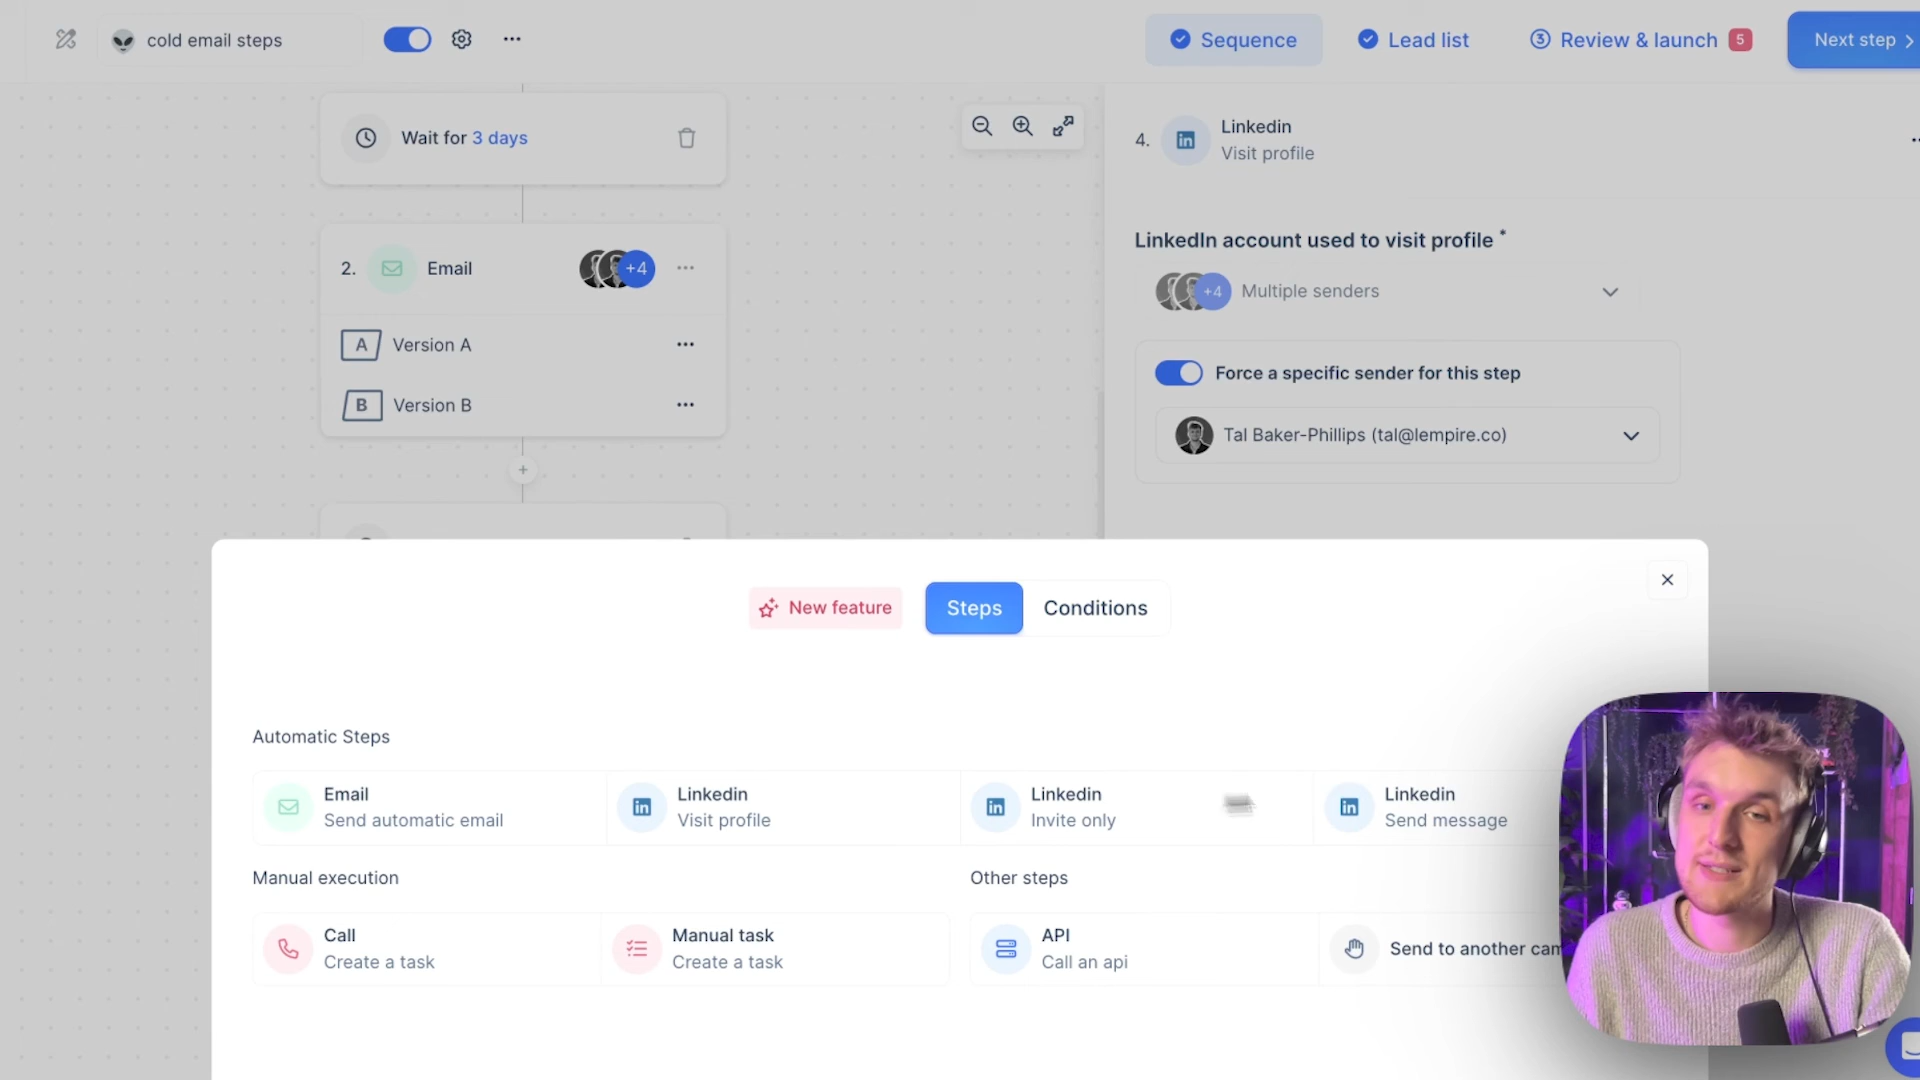 cold email steps
Sequence
Lead list
3 Review & launch 5
Next step
Wait for 3 days
2. Email +4
A Version A
B Version B
4. Linkedin
Visit profile
LinkedIn account used to visit profile *
+4 Multiple senders
Force a specific sender for this step
Tal Baker-Phillips (tal@lempire.co)
New feature
Steps
Conditions
Automatic Steps
Email
Send automatic email
Linkedin
Visit profile
Linkedin
Invite only
Linkedin
Send message
Manual execution
Other steps
Call
Create a task
Manual task
Create a task
API
Call an api
Send to another cam